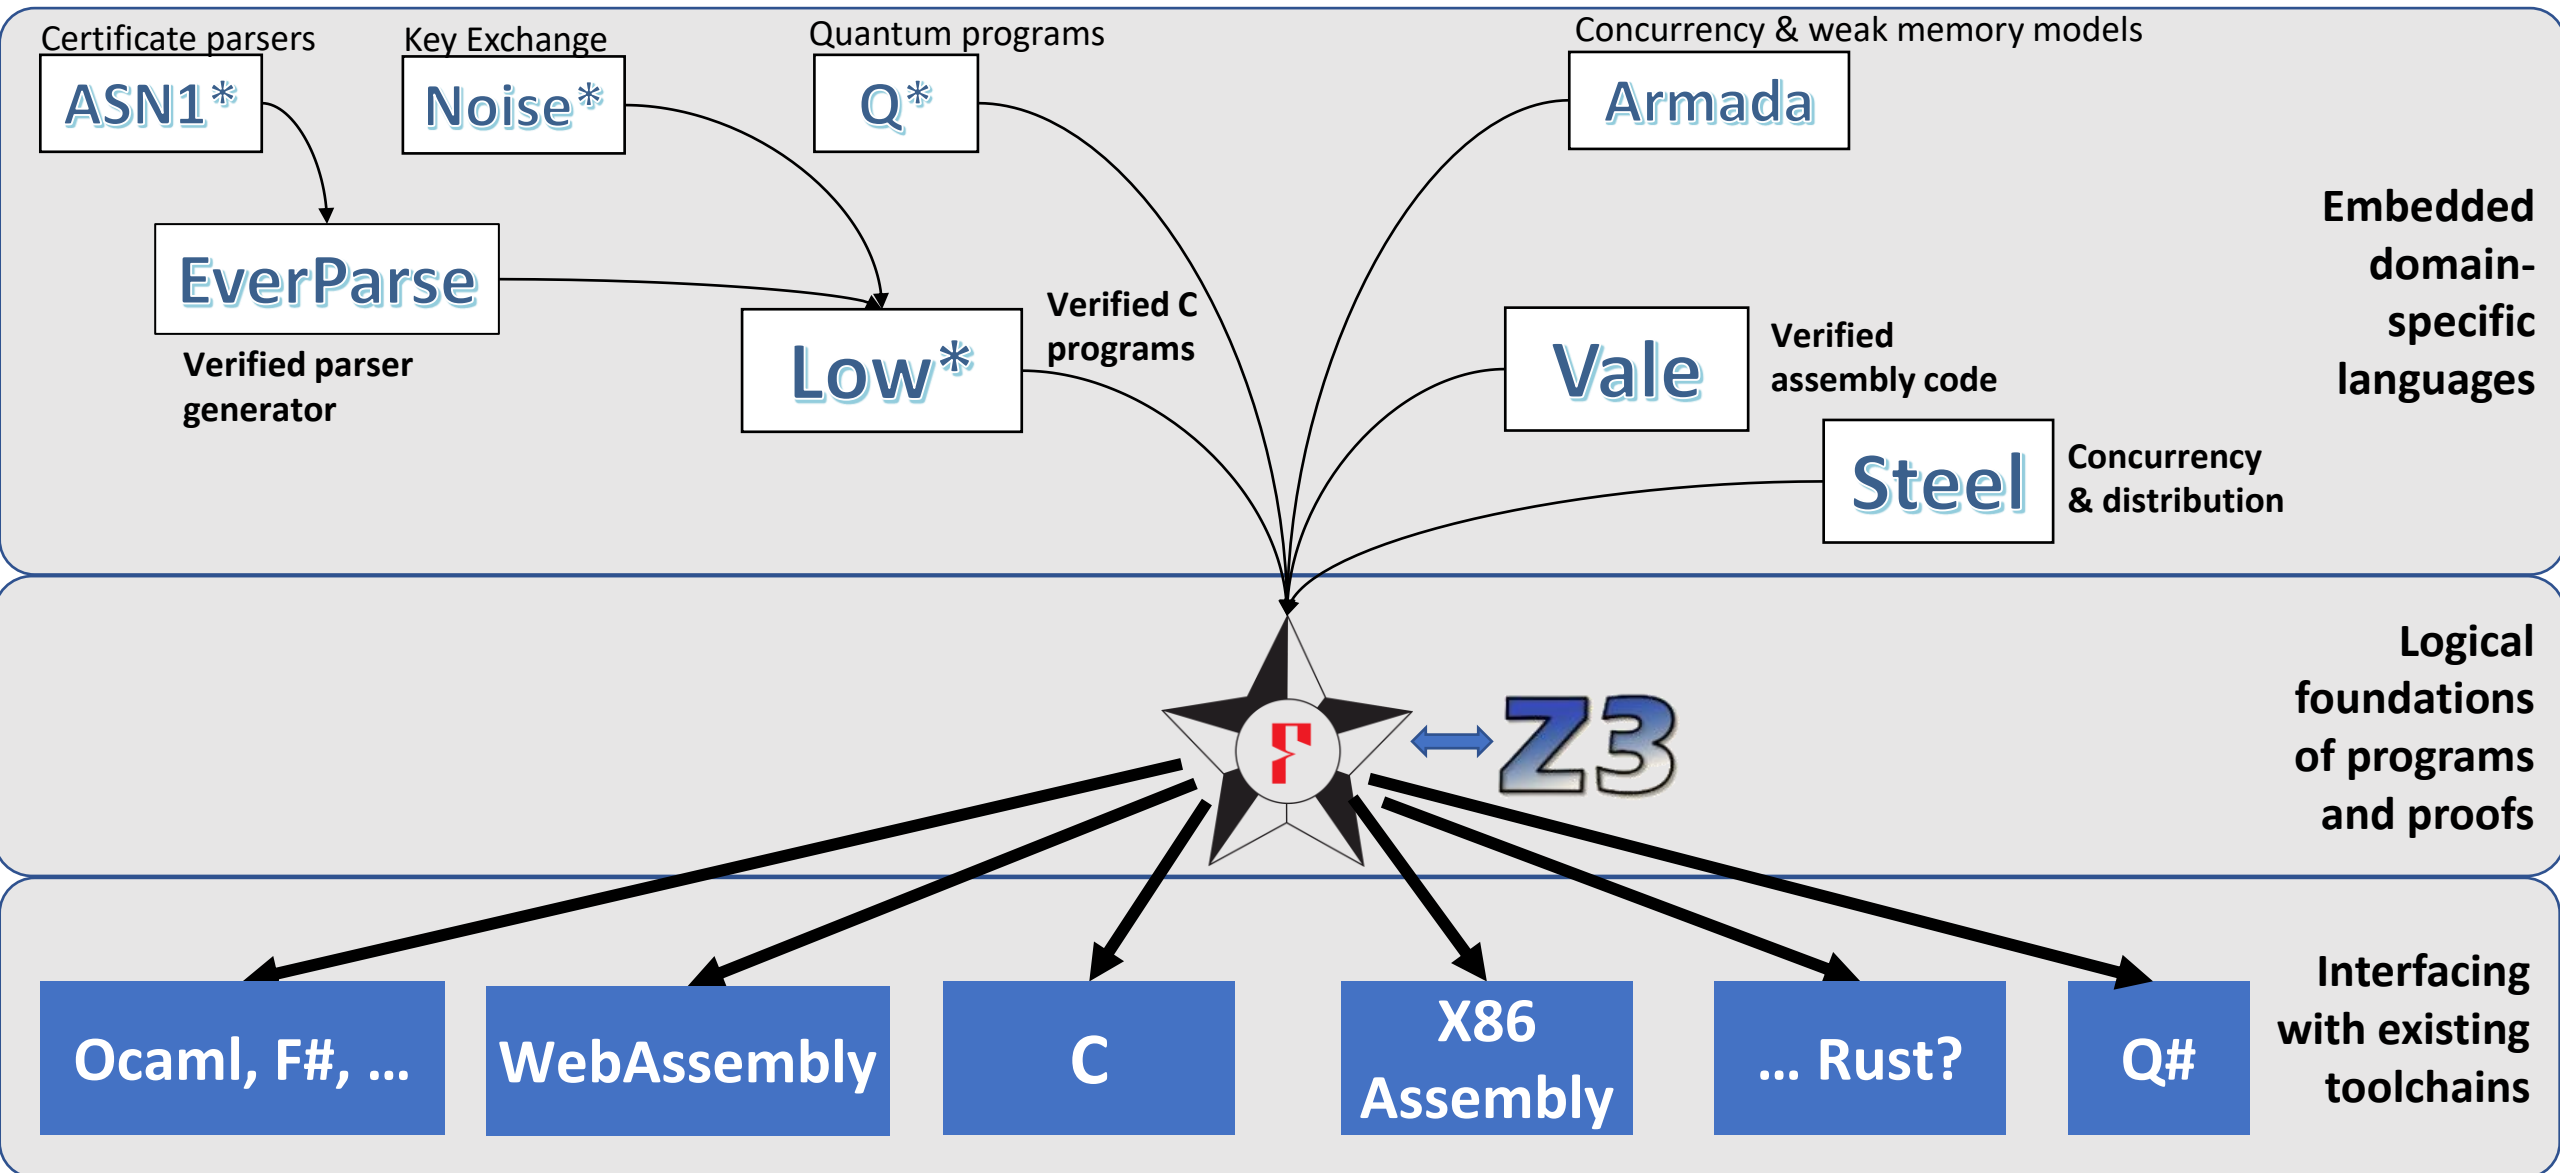 Certificate parsers
ASN1*
Key Exchange
Noise*
Quantum programs
Q*
Concurrency & weak memory models
Armada
EverParse
Verified parser
generator
Low*
Verified C
programs
Vale
Verified
assembly code
Steel
Concurrency
& distribution
Embedded
domain-
specific
languages
F
Z3
Logical
foundations
of programs
and proofs
Ocaml, F#, ...
WebAssembly
C
X86
Assembly
... Rust?
Q#
Interfacing
with existing
toolchains